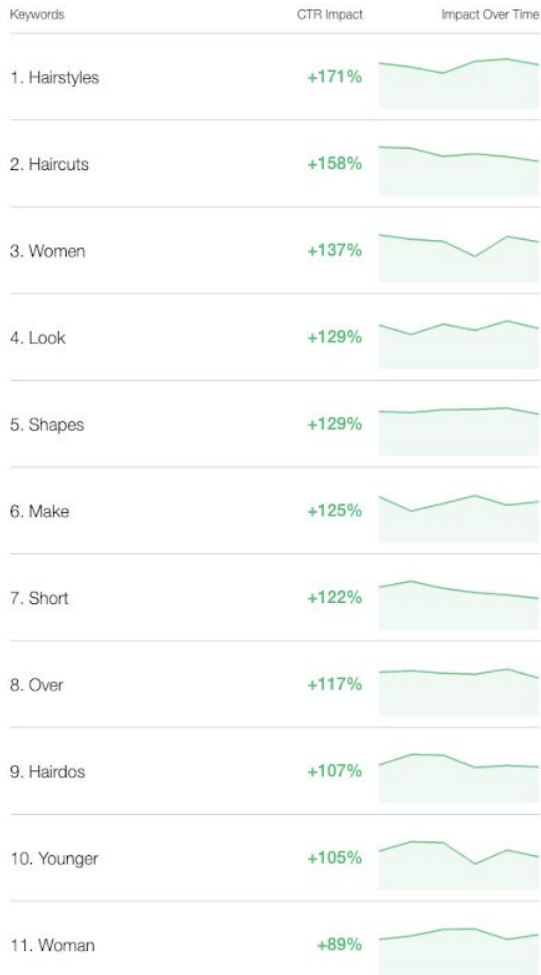 Keywords CTR Impact Impact Over Time
1. Hairstyles +171%
2. Haircuts +158%
3. Women +137%
4. Look +129%
5. Shapes +129%
6. Make +125%
7. Short +122%
8. Over +117%
9. Hairdos +107%
10. Younger +105%
11. Woman +89%